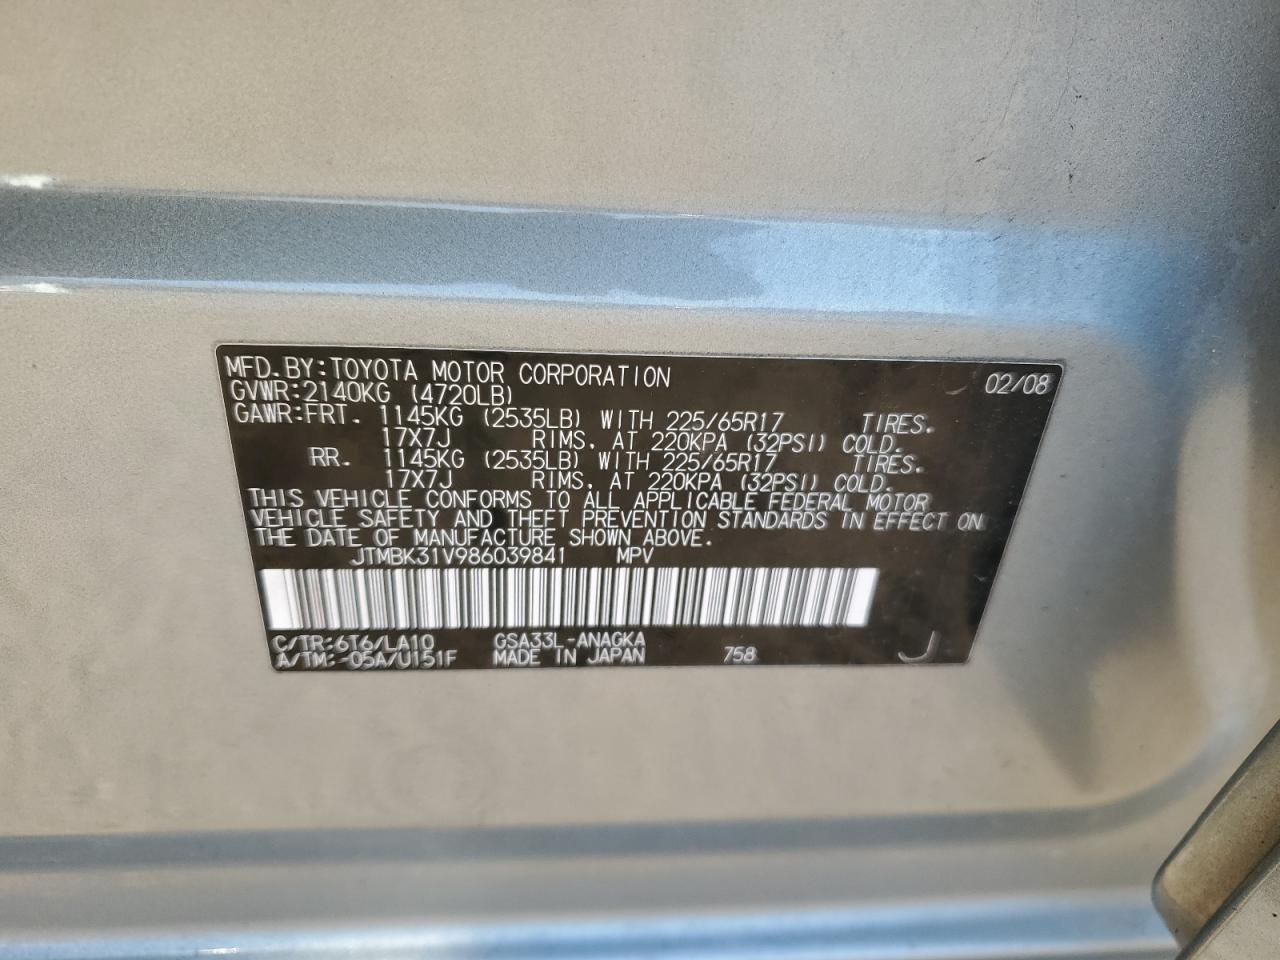 MFD.BY:TOYOTA MOTOR CORPORATION 02/08
GVWR:2140KG (4720LB)
GAWR:FRT. 1145KG (2535LB) WITH 225/65R17 TIRES.
17X7J RIMS, AT 220KPA (32PSI) COLD.
RR. 1145KG (2535LB) WITH 225/65R17 TIRES.
17X7J RIMS, AT 220KPA (32PSI) COLD.
THIS VEHICLE CONFORMS TO ALL APPLICABLE FEDERAL MOTOR
VEHICLE SAFETY AND THEFT PREVENTION STANDARDS IN EFFECT ON
THE DATE OF MANUFACTURE SHOWN ABOVE.
JTMBK31V986039841 MPV
C/TR:6T6/LA10 GSA33L-ANAGKA
A/TM:-05A/U151F MADE IN JAPAN 758 J